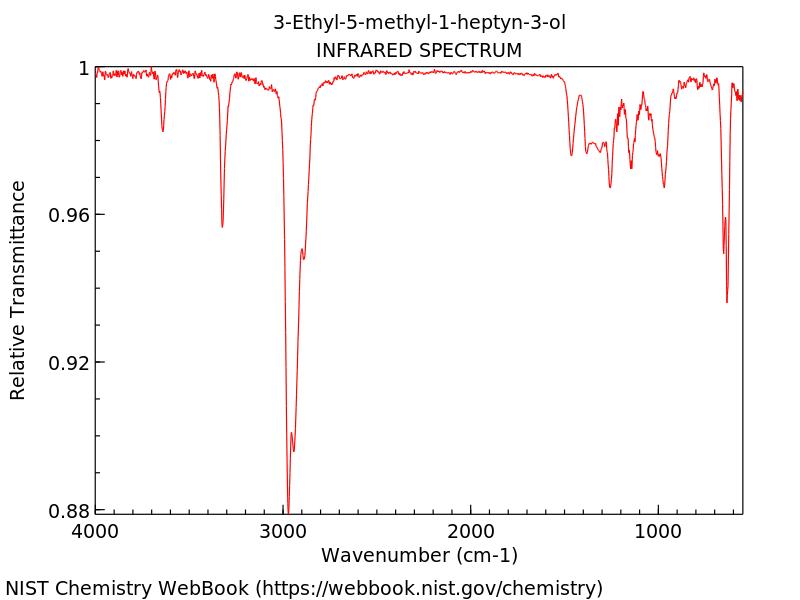 3-Ethyl-5-methyl-1-heptyn-3-ol
INFRARED SPECTRUM
1
0.96
0.92
0.88
Relative Transmittance
4000 3000 2000 1000
Wavenumber (cm-1)
NIST Chemistry WebBook (https://webbook.nist.gov/chemistry)